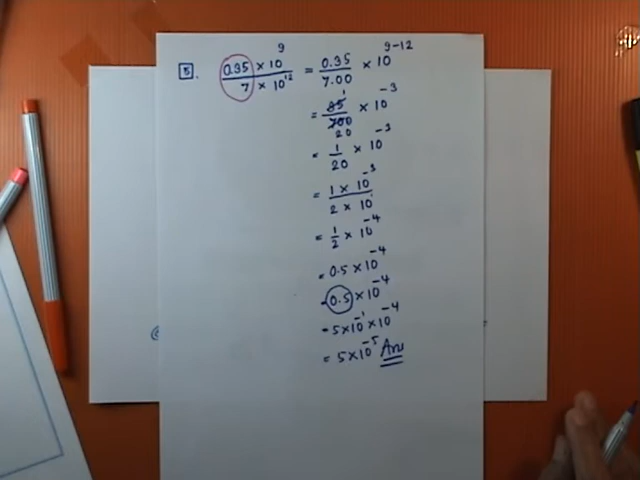 5. 0.35 × 10^9 / 7 × 10^12 = 0.35 / 7.00 × 10^9-12
= 35 1 / 700 20 × 10^-3
= 1/20 × 10^-3
= 1 × 10^-3 / 2 × 10
= 1/2 × 10^-4
= 0.5 × 10^-4
- 0.5 × 10^-4
- 5 × 10^-1 × 10^-4
= 5 × 10^-5 Ans